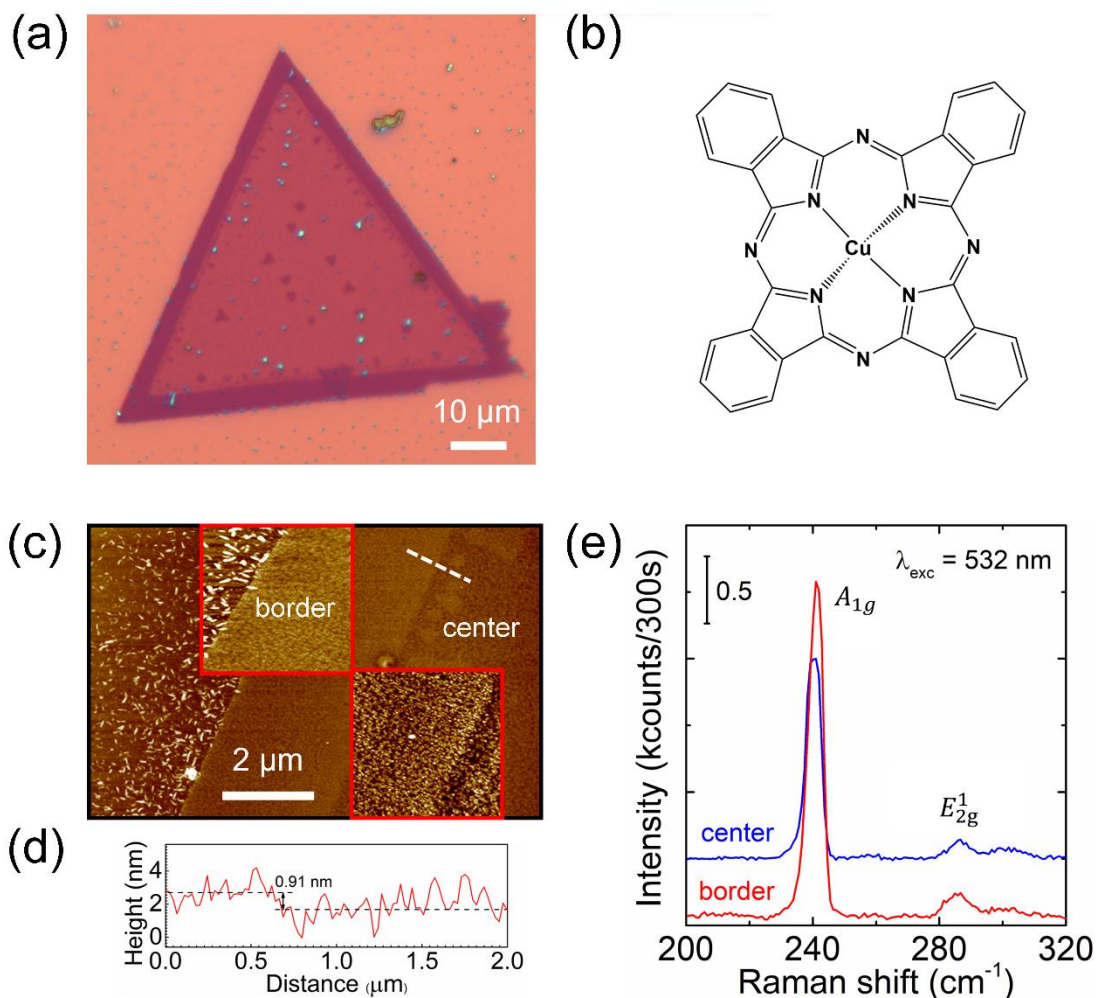 (a)
10 μm
(b)
N
N
N
N
Cu
N
N
N
N
(c)
border
center
2 μm
(d)
Height (nm)
4
2
0
0.91 nm
0.0
0.5
1.0
1.5
2.0
Distance (μm)
(e)
0.5
λexc = 532 nm
A1g
E12g
center
border
Intensity (kcounts/300s)
200
240
280
320
Raman shift (cm-1)